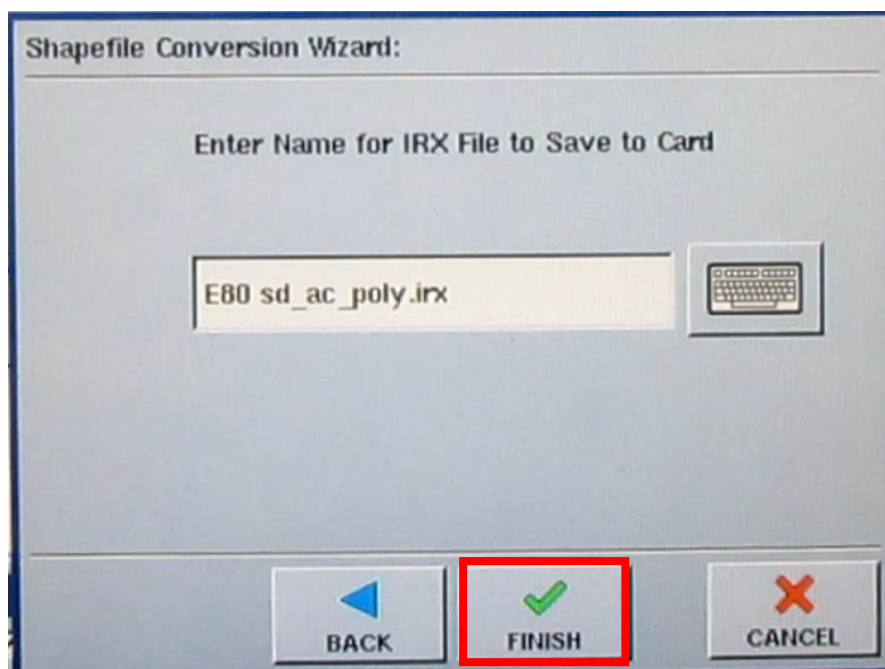 Shapefile Conversion Wizard:
Enter Name for IRX File to Save to Card
E80 sd_ac_poly.irx
BACK
FINISH
CANCEL